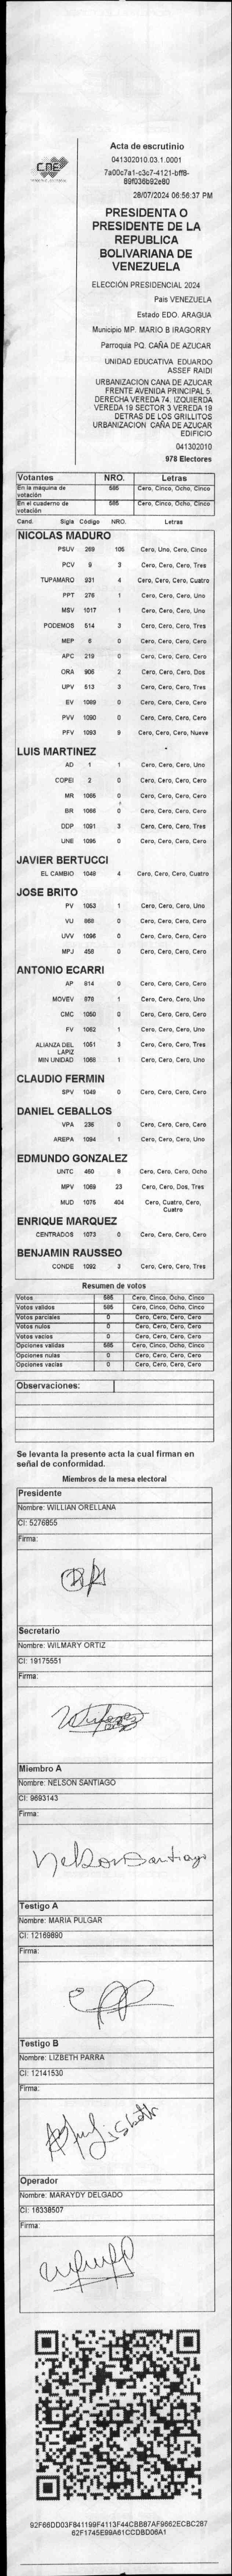 CNE
Acta de escrutinio
041302010.03.1.0001
7a00c7a1-c3c7-4121-bff8-
89f036b92e80
28/07/2024 06:56:37 PM
PRESIDENTA O
PRESIDENTE DE LA
REPUBLICA
BOLIVARIANA DE
VENEZUELA
ELECCIÓN PRESIDENCIAL 2024
Pais VENEZUELA
Estado EDO. ARAGUA
Municipio MP. MARIO B IRAGORRY
Parroquia PQ. CAÑA DE AZUCAR
UNIDAD EDUCATIVA EDUARDO
ASSEF RAIDI
URBANIZACION CANA DE AZUCAR
FRENTE AVENIDA PRINCIPAL 5.
DERECHA VEREDA 74. IZQUIERDA
VEREDA 19 SECTOR 3 VEREDA 19
DETRAS DE LOS GRILLITOS
URBANIZACION CAÑA DE AZUCAR
EDIFICIO
041302010
978 Electores
Votantes NRO. Letras
En la máquina de votación 585 Cero, Cinco, Ocho, Cinco
En el cuaderno de votación 585 Cero, Cinco, Ocho, Cinco
Cand. Sigla Código NRO. Letras
NICOLAS MADURO
PSUV 269 105 Cero, Uno, Cero, Cinco
PCV 9 3 Cero, Cero, Cero, Tres
TUPAMARO 931 4 Cero, Cero, Cero, Cuatro
PPT 276 1 Cero, Cero, Cero, Uno
MSV 1017 1 Cero, Cero, Cero, Uno
PODEMOS 514 3 Cero, Cero, Cero, Tres
MEP 6 0 Cero, Cero, Cero, Cero
APC 219 0 Cero, Cero, Cero, Cero
ORA 906 2 Cero, Cero, Cero, Dos
UPV 513 3 Cero, Cero, Cero, Tres
EV 1089 0 Cero, Cero, Cero, Cero
PVV 1090 0 Cero, Cero, Cero, Cero
PFV 1093 9 Cero, Cero, Cero, Nueve
LUIS MARTINEZ
AD 1 1 Cero, Cero, Cero, Uno
COPEI 2 0 Cero, Cero, Cero, Cero
MR 1065 0 Cero, Cero, Cero, Cero
BR 1066 0 Cero, Cero, Cero, Cero
DDP 1091 3 Cero, Cero, Cero, Tres
UNE 1095 0 Cero, Cero, Cero, Cero
JAVIER BERTUCCI
EL CAMBIO 1048 4 Cero, Cero, Cero, Cuatro
JOSE BRITO
PV 1053 1 Cero, Cero, Cero, Uno
VU 868 0 Cero, Cero, Cero, Cero
UVV 1096 0 Cero, Cero, Cero, Cero
MPJ 458 0 Cero, Cero, Cero, Cero
ANTONIO ECARRI
AP 814 0 Cero, Cero, Cero, Cero
MOVEV 878 1 Cero, Cero, Cero, Uno
CMC 1050 0 Cero, Cero, Cero, Cero
FV 1062 1 Cero, Cero, Cero, Uno
ALIANZA DEL LAPIZ 1051 3 Cero, Cero, Cero, Tres
MIN UNIDAD 1068 1 Cero, Cero, Cero, Uno
CLAUDIO FERMIN
SPV 1049 0 Cero, Cero, Cero, Cero
DANIEL CEBALLOS
VPA 236 0 Cero, Cero, Cero, Cero
AREPA 1094 1 Cero, Cero, Cero, Uno
EDMUNDO GONZALEZ
UNTC 460 8 Cero, Cero, Cero, Ocho
MPV 1069 23 Cero, Cero, Dos, Tres
MUD 1075 404 Cero, Cuatro, Cero,
Cuatro
ENRIQUE MARQUEZ
CENTRADOS 1073 0 Cero, Cero, Cero, Cero
BENJAMIN RAUSSEO
CONDE 1092 3 Cero, Cero, Cero, Tres
Resumen de votos
Votos 585 Cero, Cinco, Ocho, Cinco
Votos validos 585 Cero, Cinco, Ocho, Cinco
Votos parciales 0 Cero, Cero, Cero, Cero
Votos nulos 0 Cero, Cero, Cero, Cero
Votos vacios 0 Cero, Cero, Cero, Cero
Opciones validas 585 Cero, Cinco, Ocho, Cinco
Opciones nulas 0 Cero, Cero, Cero, Cero
Opciones vacias 0 Cero, Cero, Cero, Cero
Observaciones:
Se levanta la presente acta la cual firman en
señal de conformidad.
Miembros de la mesa electoral
Presidente
Nombre: WILLIAN ORELLANA
CI: 5276855
Firma:
Secretario
Nombre: WILMARY ORTIZ
CI: 19175551
Firma:
Miembro A
Nombre: NELSON SANTIAGO
CI: 9693143
Firma:
Nelson Santiago
Testigo A
Nombre: MARIA PULGAR
CI: 12169890
Firma:
Testigo B
Nombre: LIZBETH PARRA
CI: 12141530
Firma:
Operador
Nombre: MARAYDY DELGADO
CI: 16338507
Firma:
92F66DD03F841199F4113F44CBB87AF9662ECBC287
62F1745E99A61CCDBD06A1